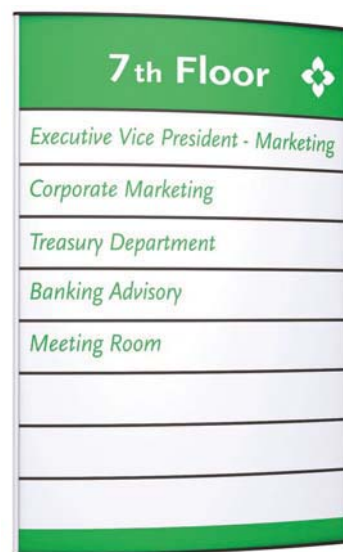 7th Floor
Executive Vice President - Marketing
Corporate Marketing
Treasury Department
Banking Advisory
Meeting Room